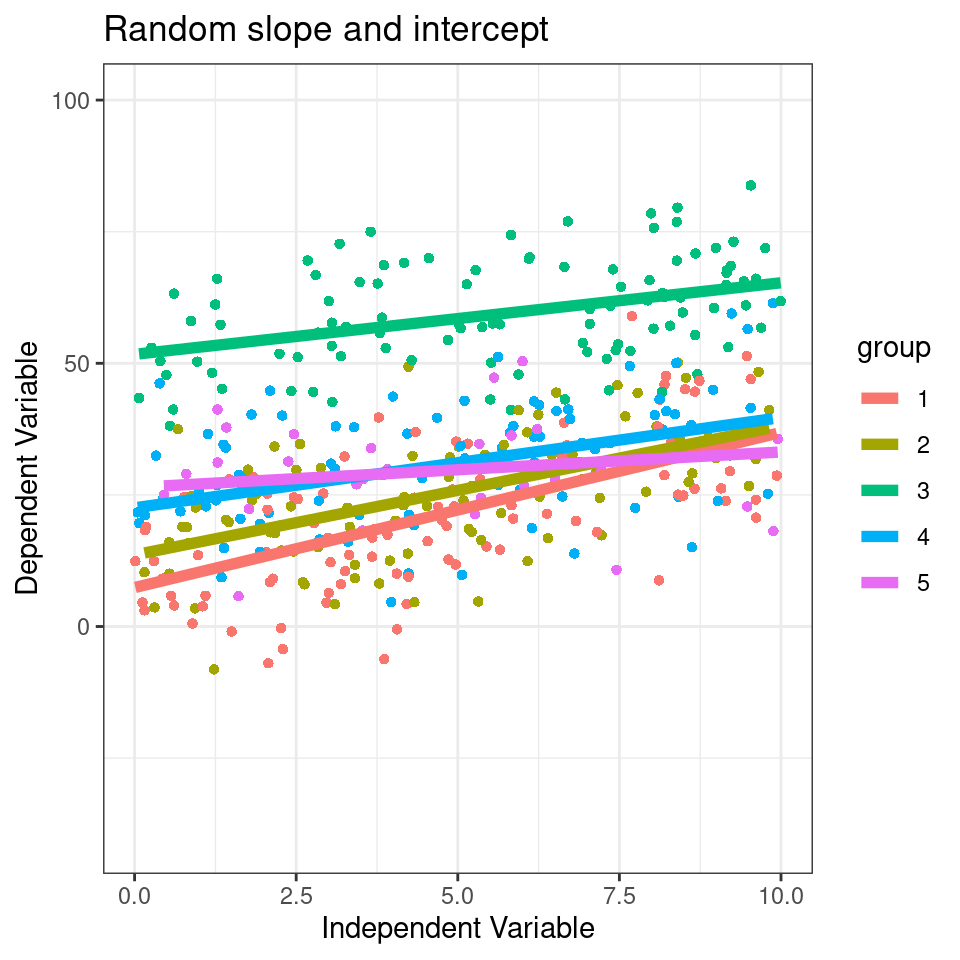 Random slope and intercept
100
50
0
Dependent Variable
0.0 2.5 5.0 7.5 10.0
Independent Variable
group
1
2
3
4
5